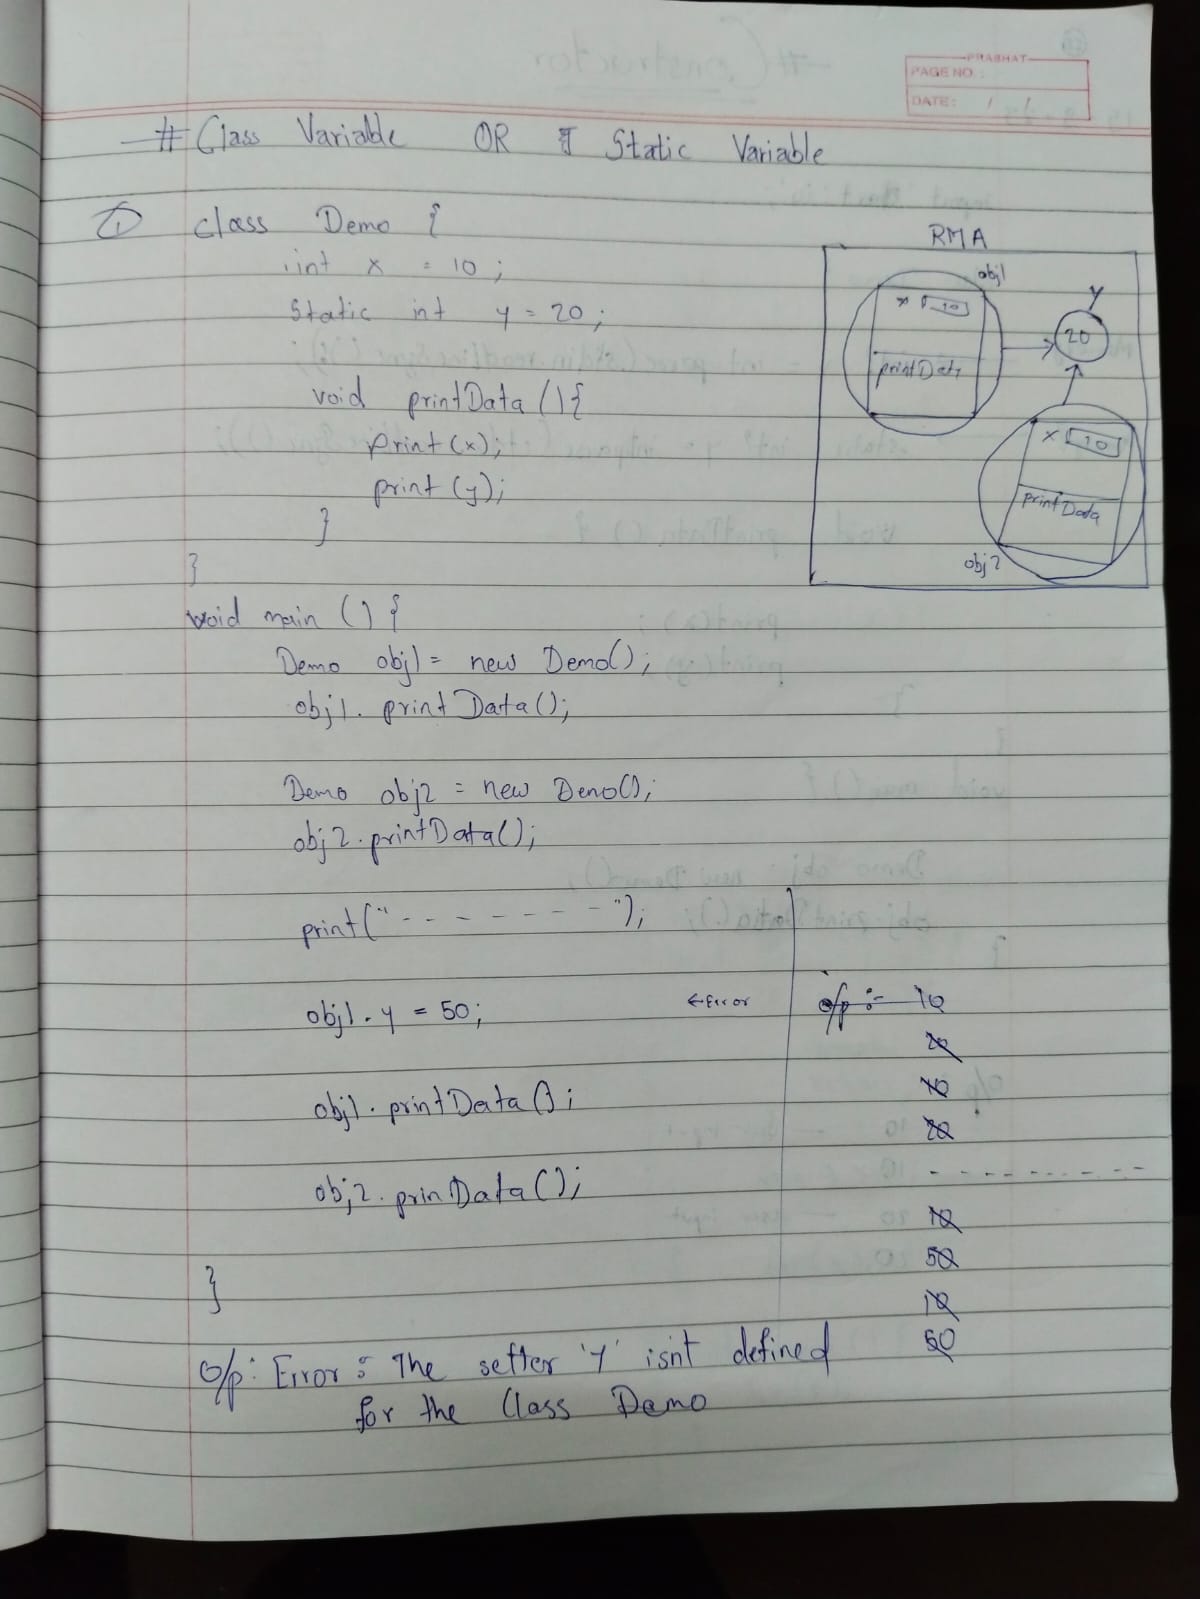 PRABHAT
PAGE NO. :
DATE: / /
# Class Variable OR Static Variable
① class Demo {
int x = 10;
Static int y = 20;
void printData(){
print(x);
print(y);
}
}
void main () {
Demo obj1 = new Demo();
obj1. printData();
Demo obj2 = new Demo();
obj2. printData();
print("- - - - - - -");
obj1. y = 50; ← Error
obj1. printData();
obj2. prinData();
}
RMA
obj1
x 10
printData
y
20
x 10
printData
obj2
o/p :- 10
20
10
20
- - - - - - - - -
10
50
10
50
O/p: Error : The setter 'y' isn't defined
for the Class Demo